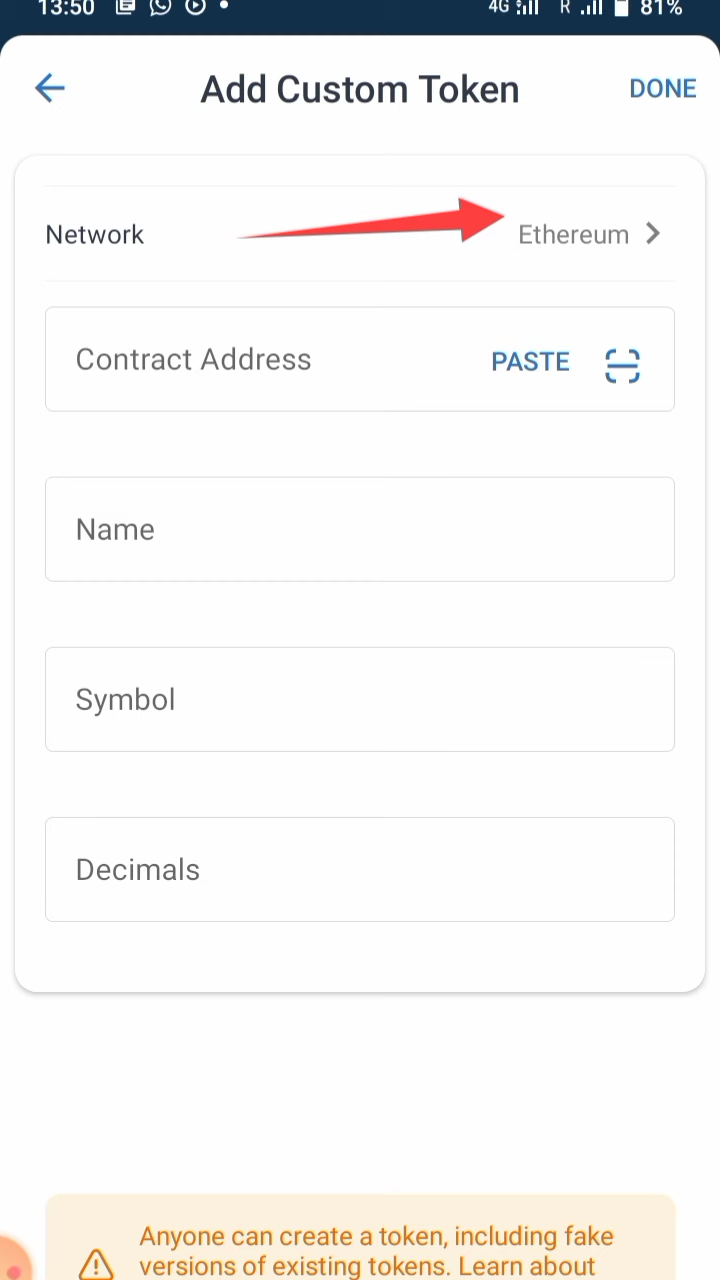 13:50 4G R 81%
Add Custom Token DONE
Network Ethereum
Contract Address PASTE
Name
Symbol
Decimals
Anyone can create a token, including fake
versions of existing tokens. Learn about